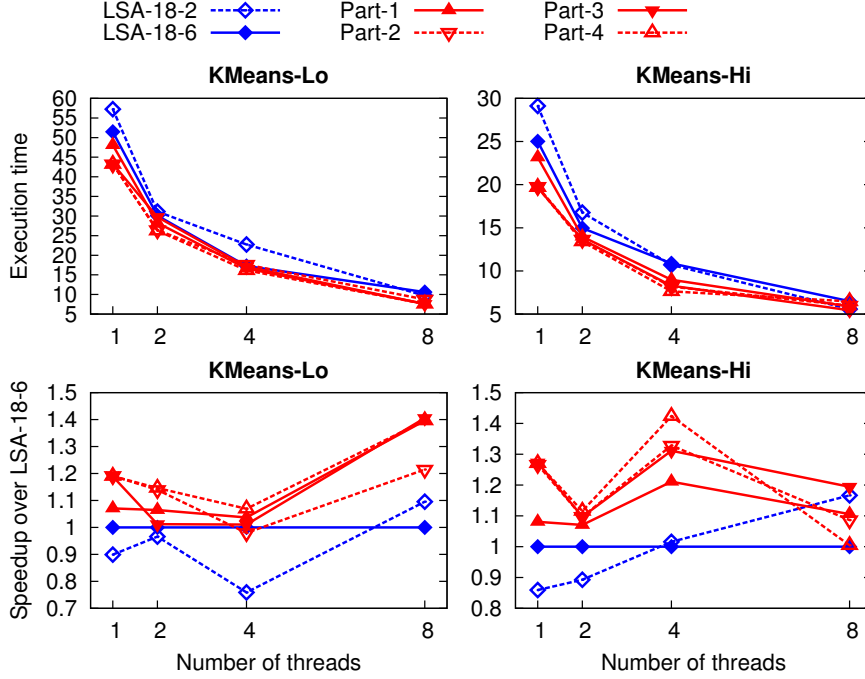 LSA-18-2 Part-1 Part-3
LSA-18-6 Part-2 Part-4
KMeans-Lo KMeans-Hi
Execution time
60
55
50
45
40
35
30
25
20
15
10
5
1 2 4 8
30
25
20
15
10
5
1 2 4 8
KMeans-Lo KMeans-Hi
Speedup over LSA-18-6
1.5
1.4
1.3
1.2
1.1
1
0.9
0.8
0.7
1 2 4 8
Number of threads
1.5
1.4
1.3
1.2
1.1
1
0.9
0.8
1 2 4 8
Number of threads